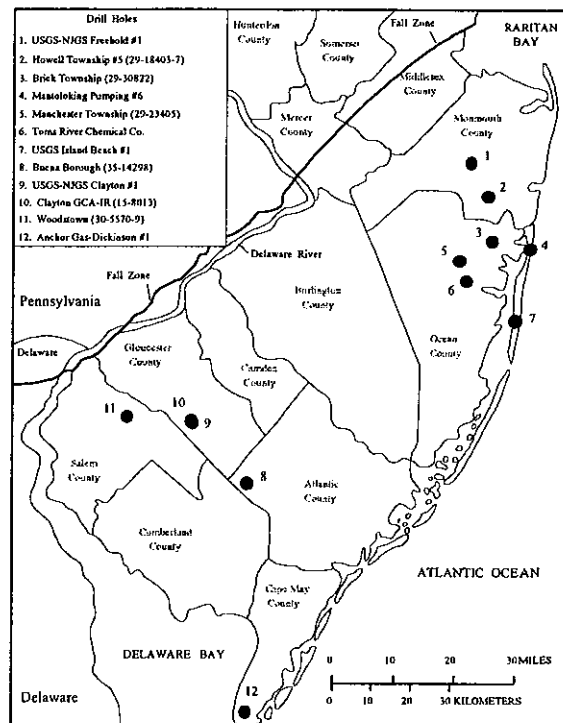 Drill Holes
1. USGS-NJGS Freehold #1
2. Howell Township #5 (29-18403-7)
3. Brick Township (29-30822)
4. Mantoloking Pumping #6
5. Manchester Township (29-23405)
6. Toms River Chemical Co.
7. USGS Island Beach #1
8. Buena Borough (35-14298)
9. USGS-NJGS Clayton #1
10. Clayton GCA-IR (15-8013)
11. Woodstown (30-5570-9)
12. Anchor Gas-Dickinson #1
Hunterdon
County
Somerset
County
Fall Zone
RARITAN
BAY
Middlesex
County
Mercer
County
Monmouth
County
1
2
3
4
5
6
7
Delaware River
Burlington
County
Ocean
County
Fall Zone
Pennsylvania
Delaware
Gloucester
County
Camden
County
11
10
9
8
Salem
County
Atlantic
County
Cumberland
County
Cape May
County
ATLANTIC OCEAN
DELAWARE BAY
Delaware
12
0 10 20 30 MILES
0 10 20 30 KILOMETERS